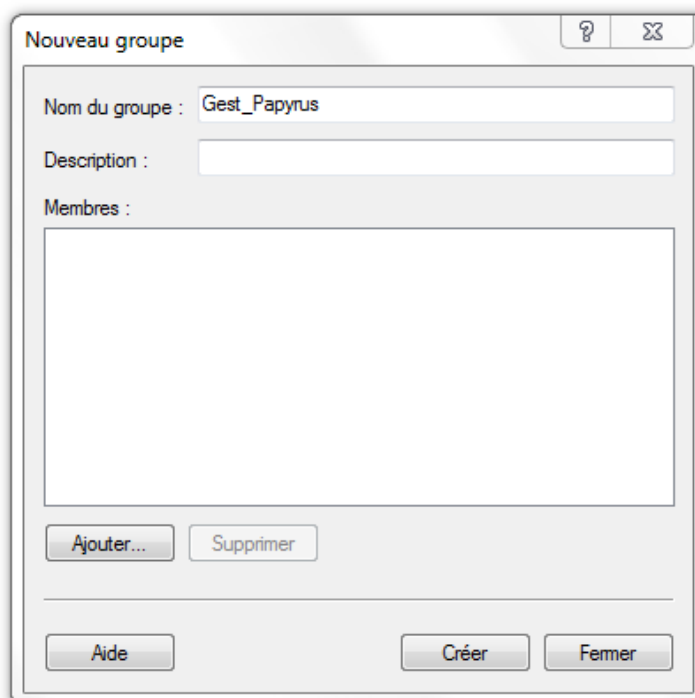 Nouveau groupe
Nom du groupe : Gest_Papyrus
Description :
Membres :
Ajouter... Supprimer
Aide Créer Fermer